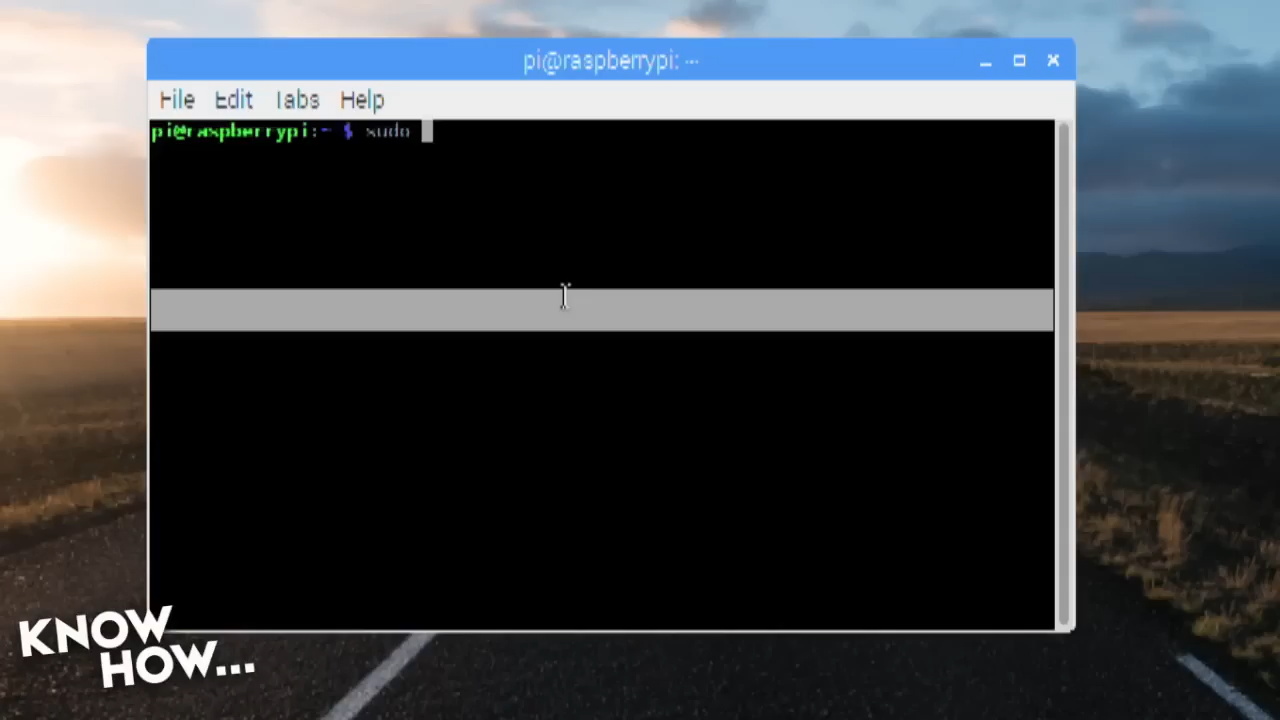 pi@raspberrypi: ~
File Edit Tabs Help
pi@raspberrypi:~ $ sudo
KNOW
HOW...